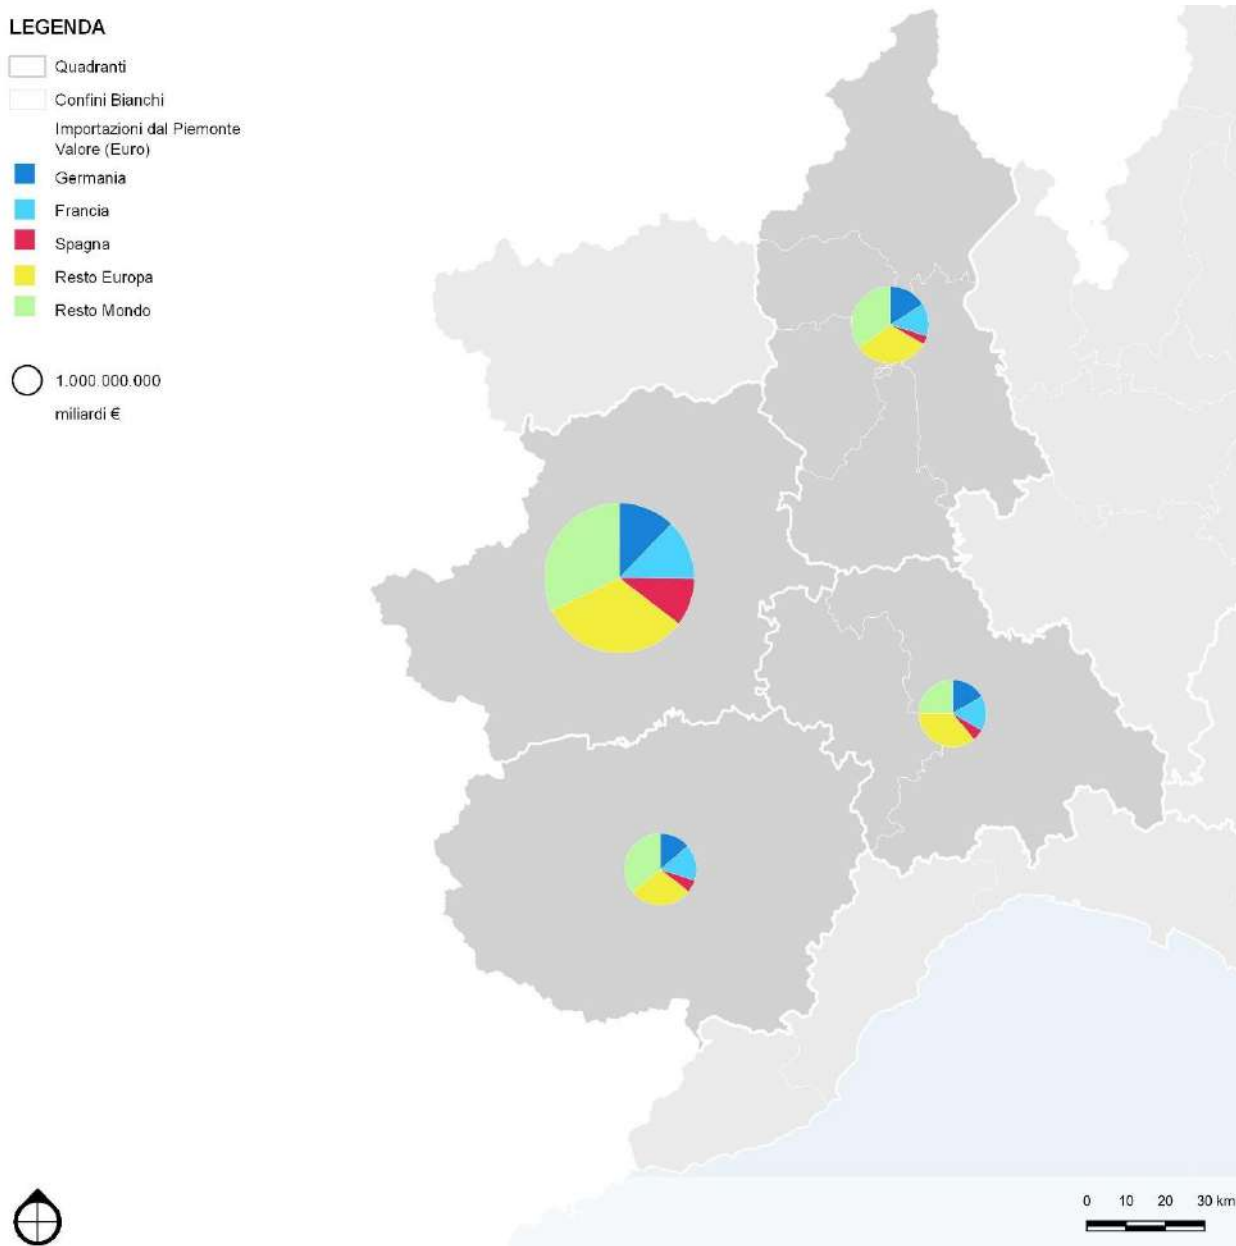 LEGENDA
Quadranti
Confini Bianchi
Importazioni dal Piemonte
Valore (Euro)
Germania
Francia
Spagna
Resto Europa
Resto Mondo
1.000.000.000
miliardi €
0 10 20 30 km